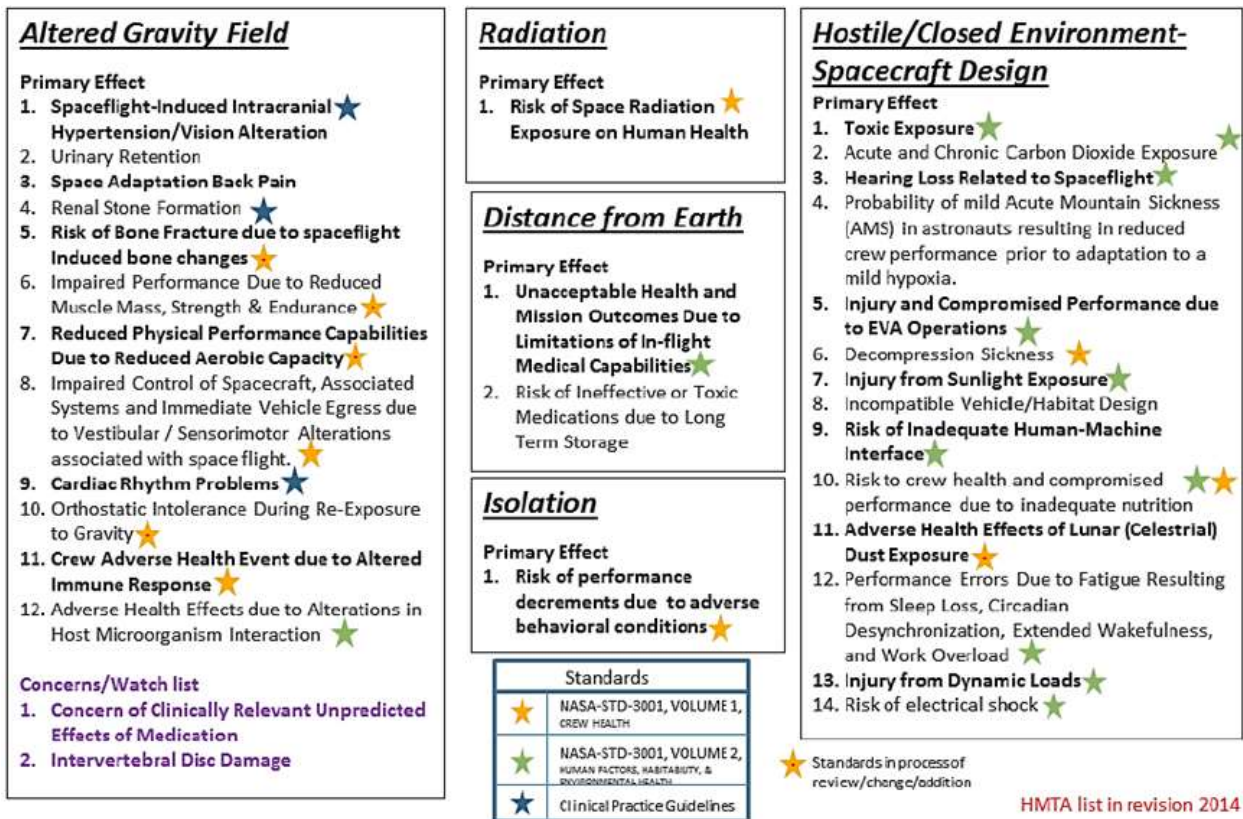 Altered Gravity Field
Primary Effect
1. Spaceflight-Induced Intracranial
Hypertension/Vision Alteration
2. Urinary Retention
3. Space Adaptation Back Pain
4. Renal Stone Formation
5. Risk of Bone Fracture due to spaceflight
Induced bone changes
6. Impaired Performance Due to Reduced
Muscle Mass, Strength & Endurance
7. Reduced Physical Performance Capabilities
Due to Reduced Aerobic Capacity
8. Impaired Control of Spacecraft, Associated
Systems and Immediate Vehicle Egress due
to Vestibular / Sensorimotor Alterations
associated with space flight.
9. Cardiac Rhythm Problems
10. Orthostatic Intolerance During Re-Exposure
to Gravity
11. Crew Adverse Health Event due to Altered
Immune Response
12. Adverse Health Effects due to Alterations in
Host Microorganism Interaction
Concerns/Watch list
1. Concern of Clinically Relevant Unpredicted
Effects of Medication
2. Intervertebral Disc Damage
Radiation
Primary Effect
1. Risk of Space Radiation
Exposure on Human Health
Distance from Earth
Primary Effect
1. Unacceptable Health and
Mission Outcomes Due to
Limitations of In-flight
Medical Capabilities
2. Risk of Ineffective or Toxic
Medications due to Long
Term Storage
Isolation
Primary Effect
1. Risk of performance
decrements due to adverse
behavioral conditions
Standards
NASA-STD-3001, VOLUME 1,
CREW HEALTH
NASA-STD-3001, VOLUME 2,
HUMAN FACTORS, HABITABILITY, &
ENVIRONMENTAL HEALTH
Clinical Practice Guidelines
Hostile/Closed Environment-
Spacecraft Design
Primary Effect
1. Toxic Exposure
2. Acute and Chronic Carbon Dioxide Exposure
3. Hearing Loss Related to Spaceflight
4. Probability of mild Acute Mountain Sickness
(AMS) in astronauts resulting in reduced
crew performance prior to adaptation to a
mild hypoxia.
5. Injury and Compromised Performance due
to EVA Operations
6. Decompression Sickness
7. Injury from Sunlight Exposure
8. Incompatible Vehicle/Habitat Design
9. Risk of Inadequate Human-Machine
Interface
10. Risk to crew health and compromised
performance due to inadequate nutrition
11. Adverse Health Effects of Lunar (Celestrial)
Dust Exposure
12. Performance Errors Due to Fatigue Resulting
from Sleep Loss, Circadian
Desynchronization, Extended Wakefulness,
and Work Overload
13. Injury from Dynamic Loads
14. Risk of electrical shock
Standards in process of
review/change/addition
HMTA list in revision 2014